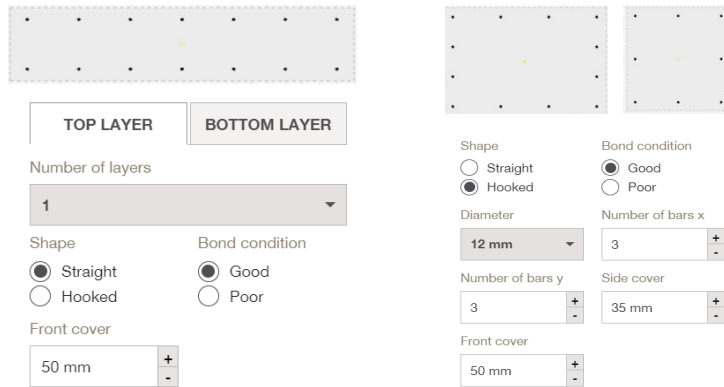 TOP LAYER
BOTTOM LAYER
Number of layers
1
Shape
Bond condition
Straight
Good
Hooked
Poor
Front cover
50 mm
+
-
Shape
Bond condition
Straight
Good
Hooked
Poor
Diameter
Number of bars x
12 mm
3
+
-
Number of bars y
Side cover
3
+
-
35 mm
+
-
Front cover
50 mm
+
-